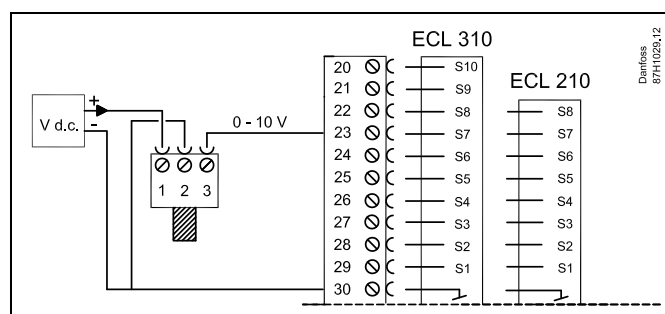 ECL 310
ECL 210
Danfoss
87H1029.12
+
V d.c.
-
0 - 10 V
1 2 3
20 S10
21 S9
22 S8 S8
23 S7 S7
24 S6 S6
25 S5 S5
26 S4 S4
27 S3 S3
28 S2 S2
29 S1 S1
30